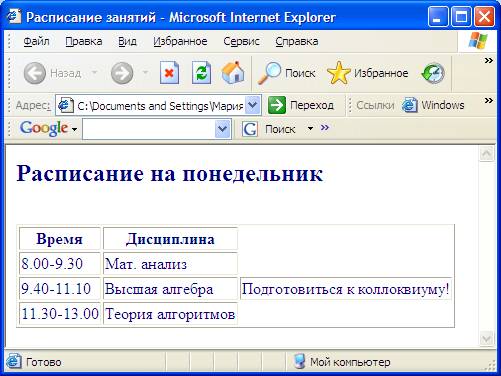 Расписание занятий - Microsoft Internet Explorer
Файл Правка Вид Избранное Сервис Справка »
Назад Поиск Избранное »
Адрес: C:\Documents and Settings\Мария Переход Ссылки Windows »
Google G Поиск »
Расписание на понедельник
Время Дисциплина
8.00-9.30 Мат. анализ
9.40-11.10 Высшая алгебра Подготовиться к коллоквиуму!
11.30-13.00 Теория алгоритмов
Готово Мой компьютер